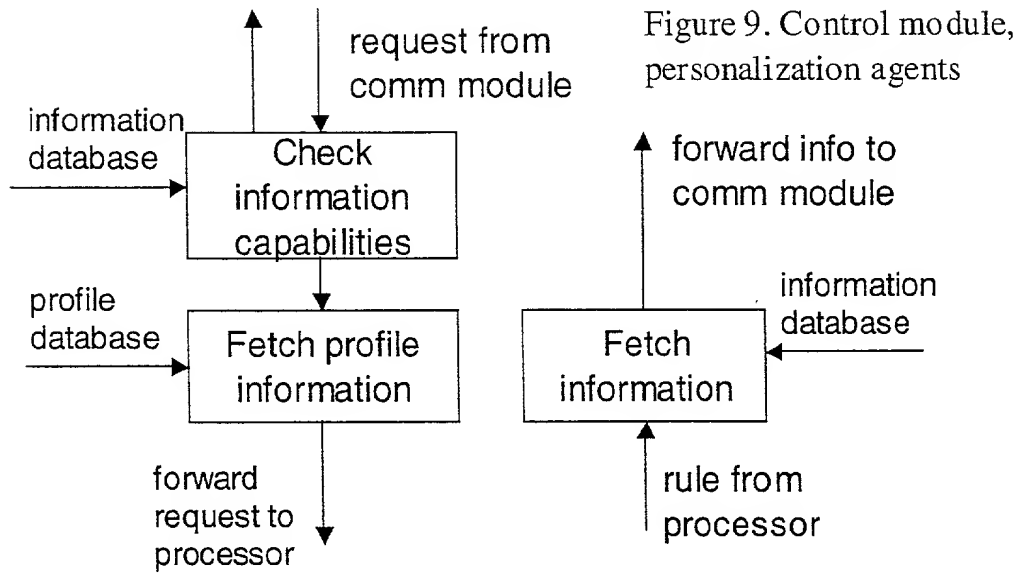 Figure 9. Control module,
personalization agents
request from
comm module
information
database
Check
information
capabilities
profile
database
Fetch profile
information
forward
request to
processor
forward info to
comm module
information
database
Fetch
information
rule from
processor